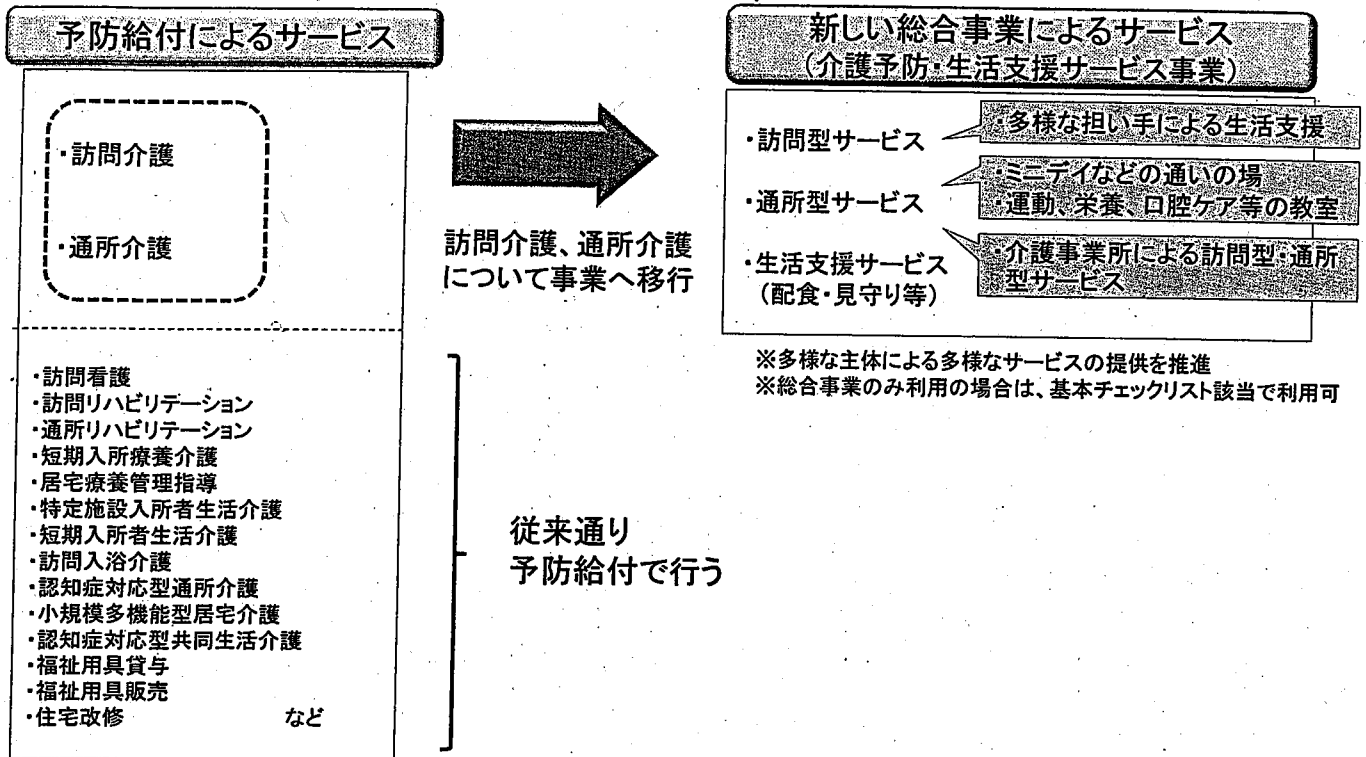 予防給付によるサービス
・訪問介護
・通所介護
訪問介護、通所介護
について事業へ移行
新しい総合事業によるサービス
(介護予防・生活支援サービス事業)
・訪問型サービス
・多様な担い手による生活支援
・通所型サービス
・ミニデイなどの通いの場
・運動、栄養、口腔ケア等の教室
・生活支援サービス
(配食・見守り等)
・介護事業所による訪問型・通所
型サービス
※多様な主体による多様なサービスの提供を推進
※総合事業のみ利用の場合は、基本チェックリスト該当で利用可
・訪問看護
・訪問リハビリテーション
・通所リハビリテーション
・短期入所療養介護
・居宅療養管理指導
・特定施設入所者生活介護
・短期入所者生活介護
・訪問入浴介護
・認知症対応型通所介護
・小規模多機能型居宅介護
・認知症対応型共同生活介護
・福祉用具貸与
・福祉用具販売
・住宅改修 など
従来通り
予防給付で行う